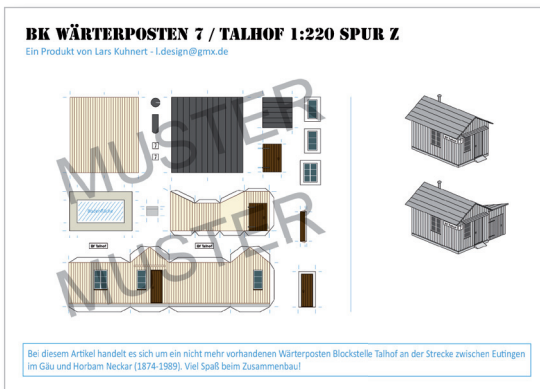 BK WÄRTERPOSTEN 7 / TALHOF 1:220 SPUR Z
Ein Produkt von Lars Kuhnert - l.design@gmx.de
MUSTER
MUSTER
BF Talhof
BF Talhof
Bei diesem Artikel handelt es sich um ein nicht mehr vorhandenen Wärterposten Blockstelle Talhof an der Strecke zwischen Eutingen
im Gäu und Horbam Neckar (1874-1989). Viel Spaß beim Zusammenbau!